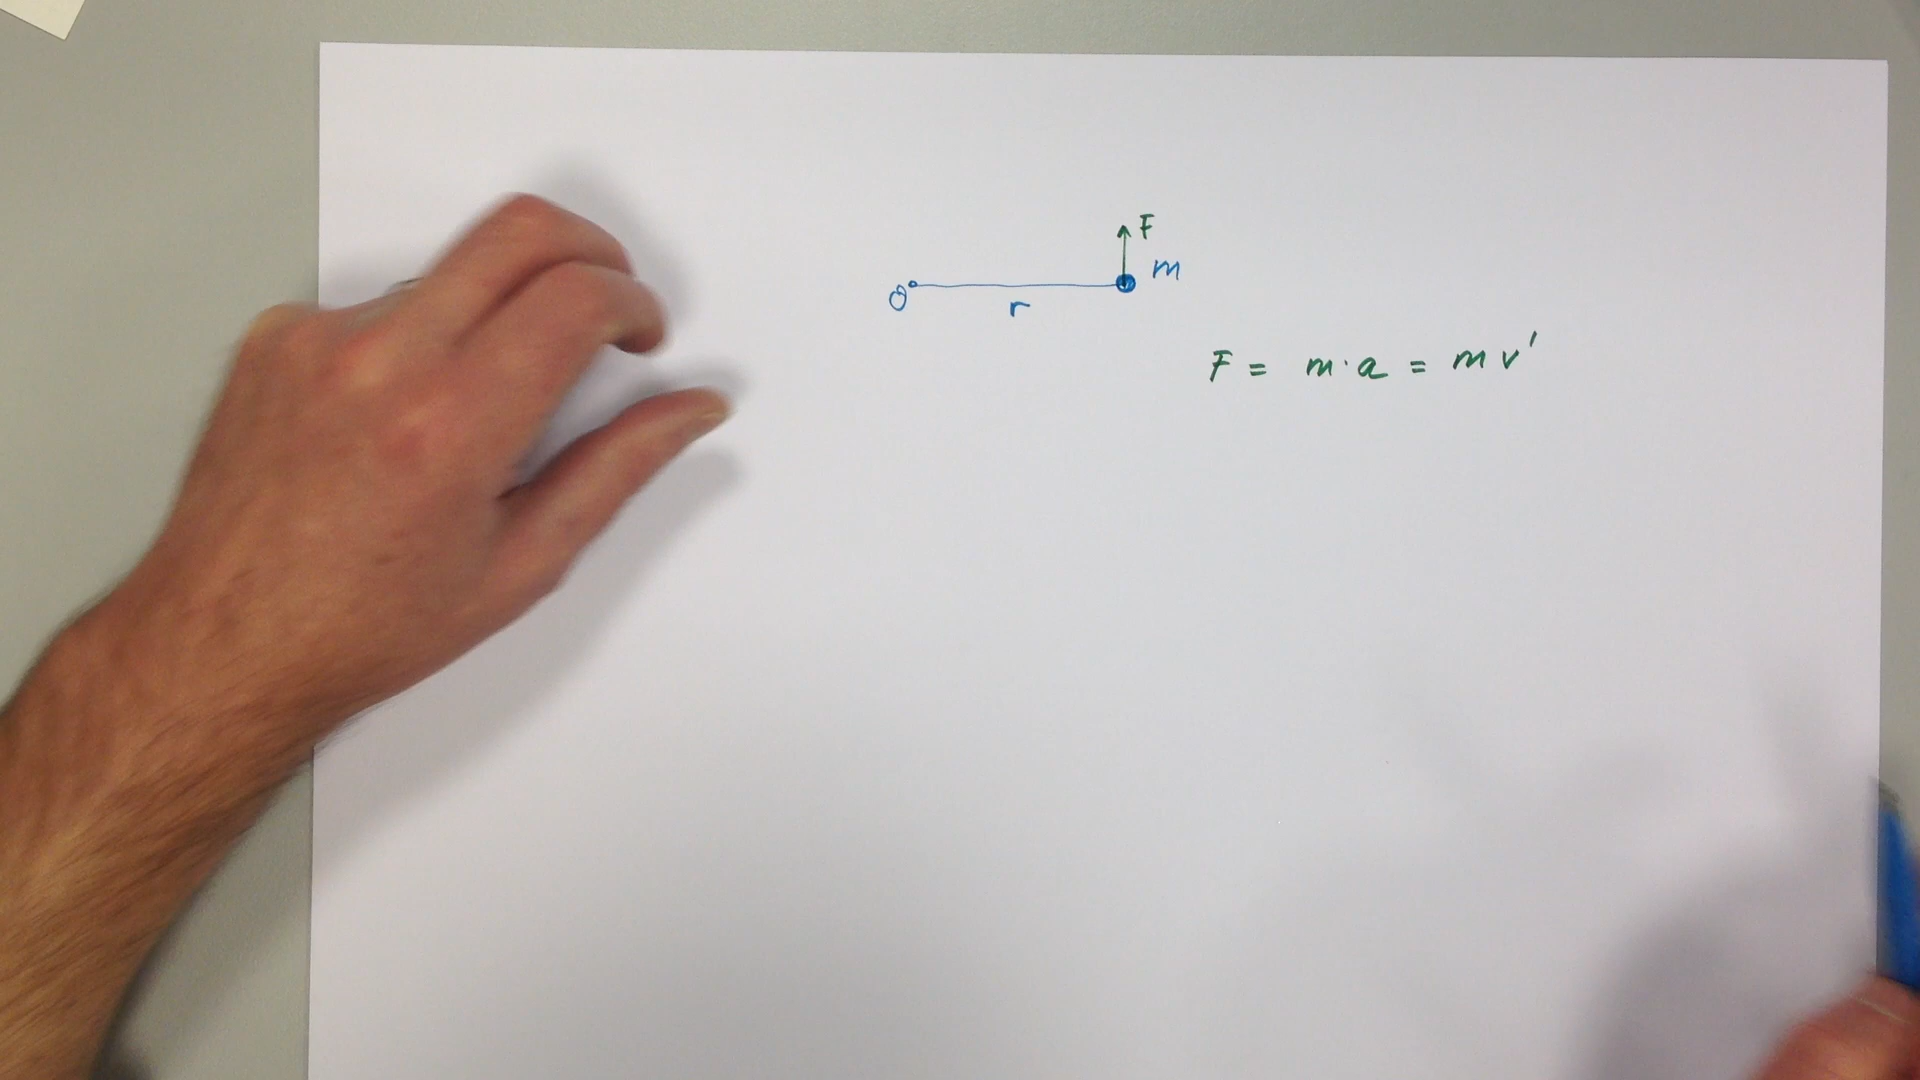 F
m
O
r
F = m·a = mv'